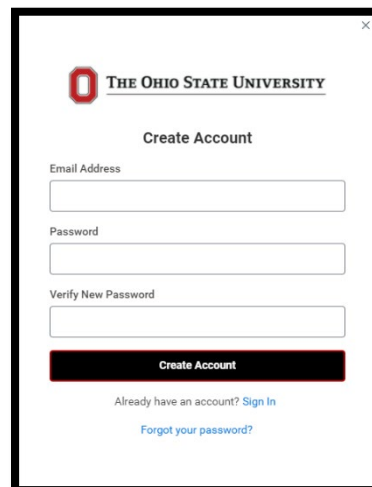 THE OHIO STATE UNIVERSITY
Create Account
Email Address
Password
Verify New Password
Create Account
Already have an account? Sign In
Forgot your password?